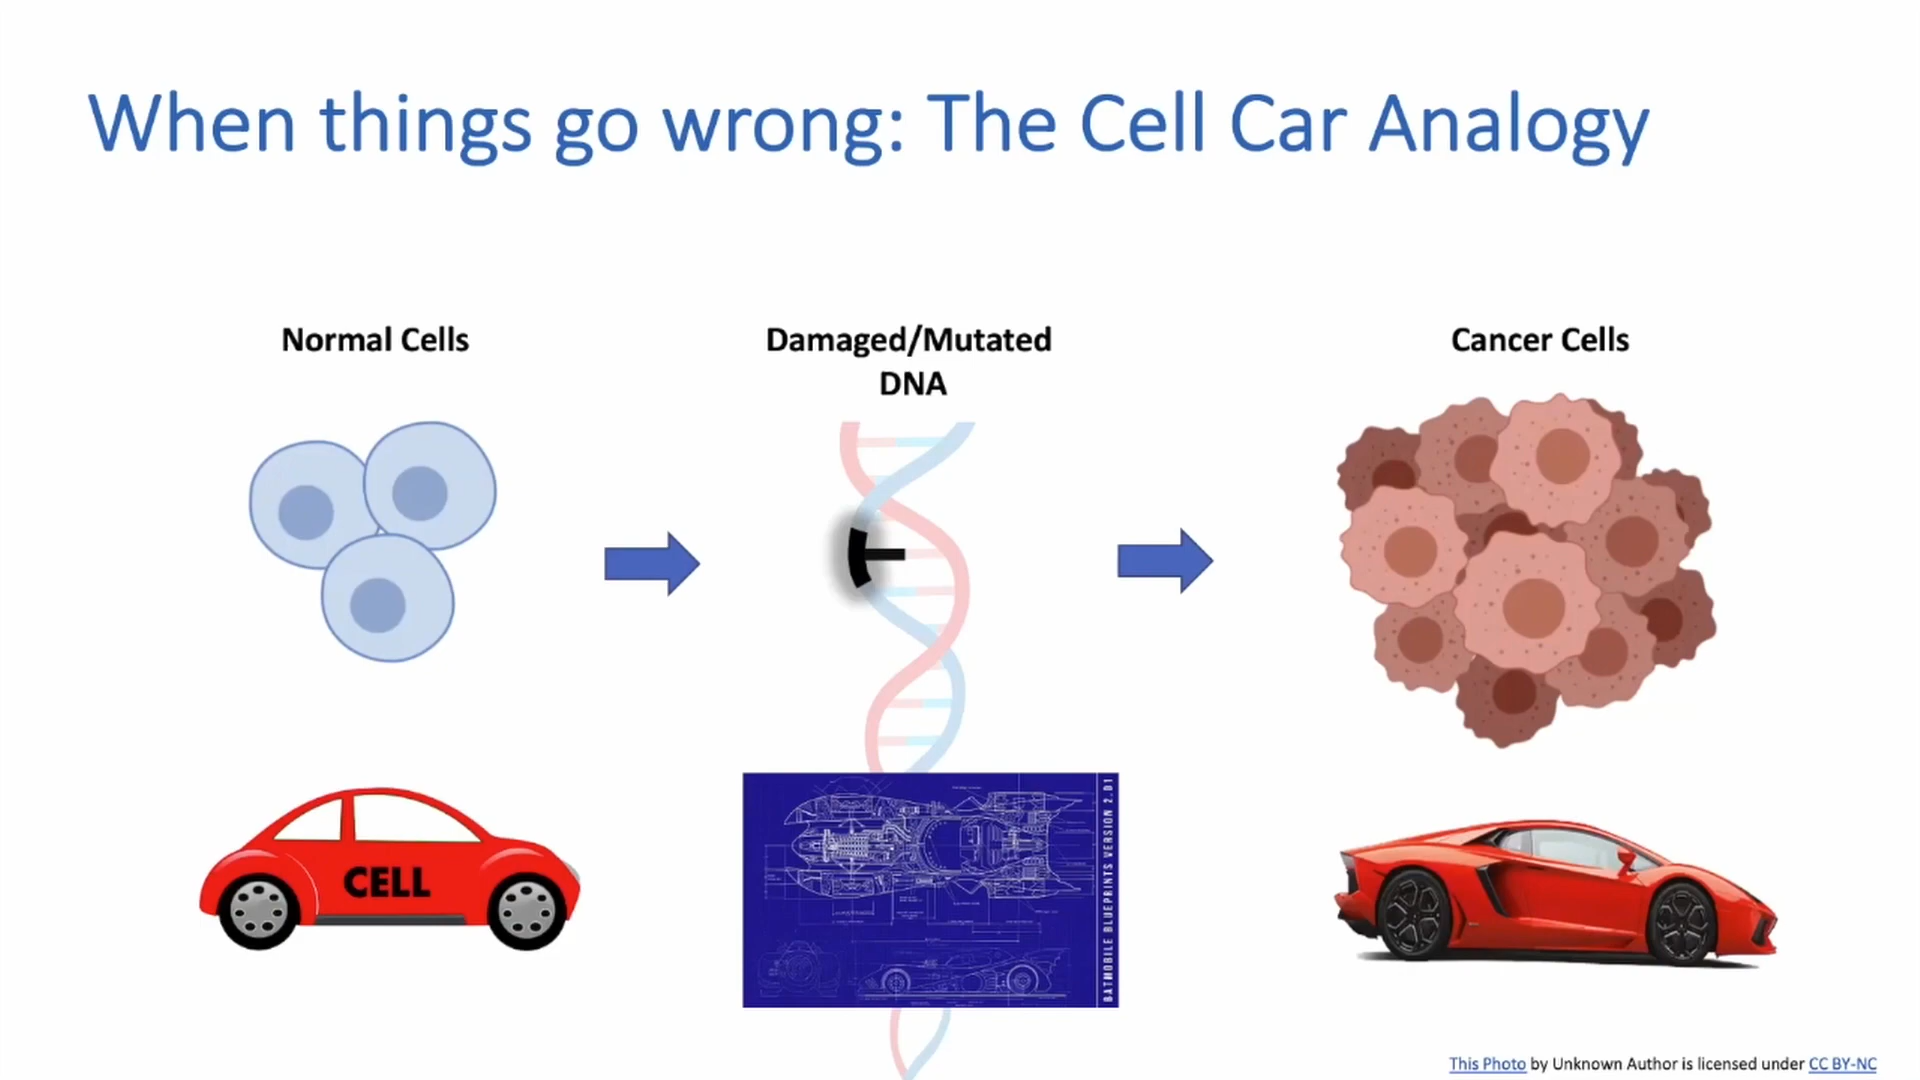 When things go wrong: The Cell Car Analogy
Normal Cells
Damaged/Mutated
DNA
Cancer Cells
CELL
BATMOBILE BLUEPRINTS VERSION 2.01
This Photo by Unknown Author is licensed under CC BY-NC